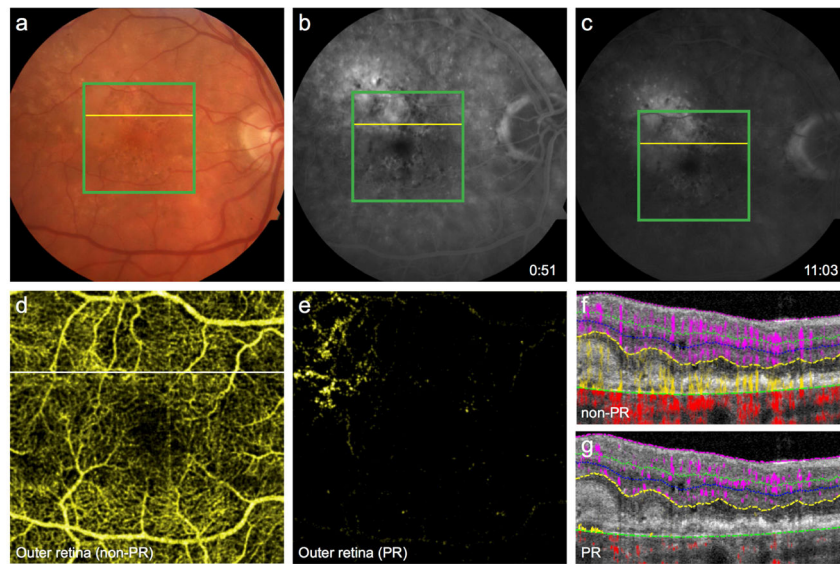 a
b
c
0:51
11:03
d
e
f
non-PR
g
Outer retina (non-PR)
Outer retina (PR)
PR